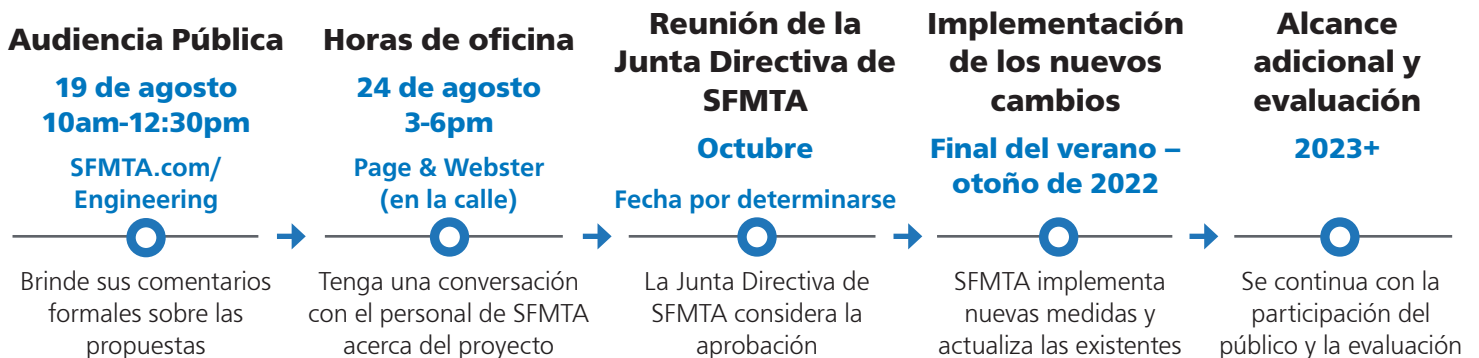 Audiencia Pública
19 de agosto
10am-12:30pm
SFMTA.com/
Engineering
Brinde sus comentarios
formales sobre las
propuestas
Horas de oficina
24 de agosto
3-6pm
Page & Webster
(en la calle)
Tenga una conversación
con el personal de SFMTA
acerca del proyecto
Reunión de la
Junta Directiva de
SFMTA
Octubre
Fecha por determinarse
La Junta Directiva de
SFMTA considera la
aprobación
Implementación
de los nuevos
cambios
Final del verano –
otoño de 2022
SFMTA implementa
nuevas medidas y
actualiza las existentes
Alcance
adicional y
evaluación
2023+
Se continua con la
participación del
público y la evaluación